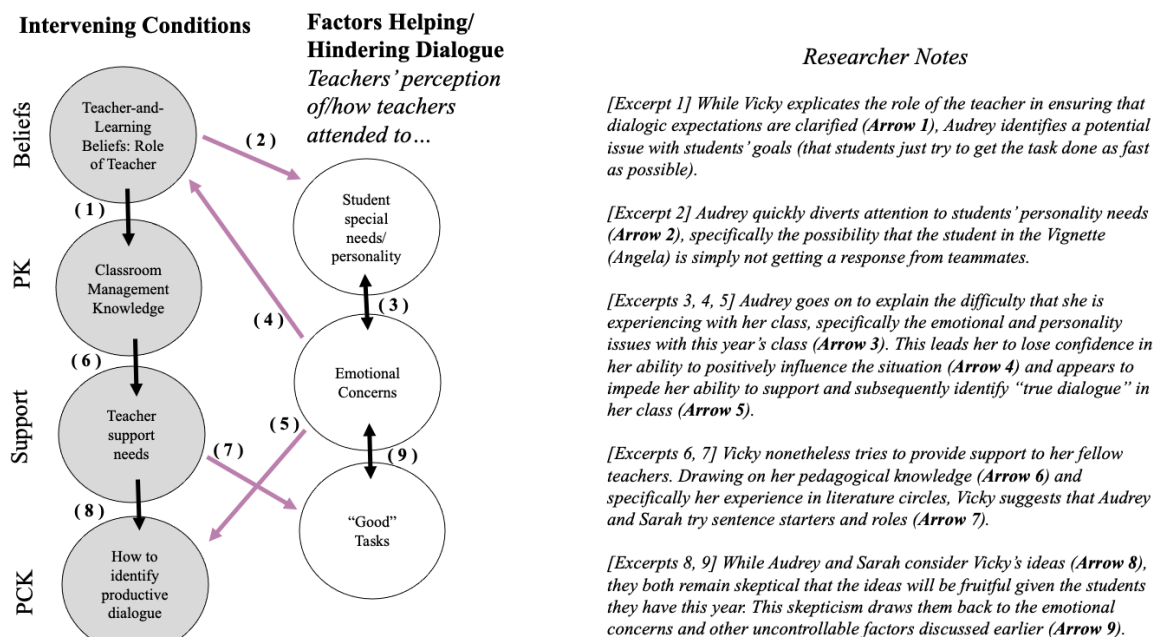 Intervening Conditions
Factors Helping/
Hindering Dialogue
Teachers' perception
of/how teachers
attended to…
Beliefs
PK
Support
PCK
Teacher-and-
Learning
Beliefs: Role
of Teacher
(1)
Classroom
Management
Knowledge
(6)
Teacher
support
needs
(8)
How to
identify
productive
dialogue
(2)
(4)
(5)
(7)
Student
special
needs/
personality
(3)
Emotional
Concerns
(9)
“Good”
Tasks
Researcher Notes
[Excerpt 1] While Vicky explicates the role of the teacher in ensuring that
dialogic expectations are clarified (Arrow 1), Audrey identifies a potential
issue with students' goals (that students just try to get the task done as fast
as possible).
[Excerpt 2] Audrey quickly diverts attention to students' personality needs
(Arrow 2), specifically the possibility that the student in the Vignette
(Angela) is simply not getting a response from teammates.
[Excerpts 3, 4, 5] Audrey goes on to explain the difficulty that she is
experiencing with her class, specifically the emotional and personality
issues with this year's class (Arrow 3). This leads her to lose confidence in
her ability to positively influence the situation (Arrow 4) and appears to
impede her ability to support and subsequently identify “true dialogue” in
her class (Arrow 5).
[Excerpts 6, 7] Vicky nonetheless tries to provide support to her fellow
teachers. Drawing on her pedagogical knowledge (Arrow 6) and
specifically her experience in literature circles, Vicky suggests that Audrey
and Sarah try sentence starters and roles (Arrow 7).
[Excerpts 8, 9] While Audrey and Sarah consider Vicky's ideas (Arrow 8),
they both remain skeptical that the ideas will be fruitful given the students
they have this year. This skepticism draws them back to the emotional
concerns and other uncontrollable factors discussed earlier (Arrow 9).